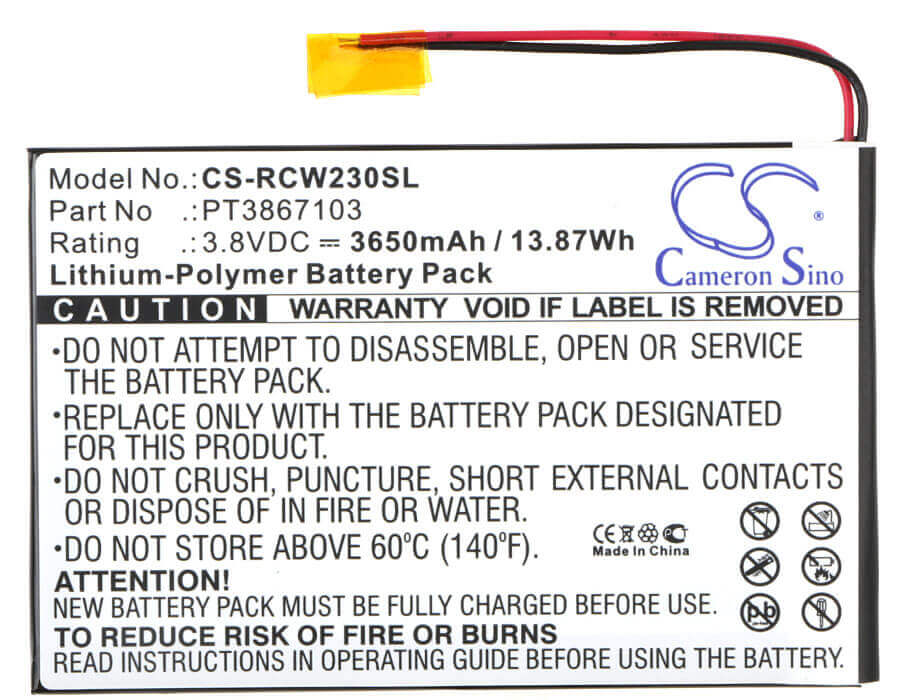 Model No.: CS-RCW230SL
Part No .: PT3867103
Rating .: 3.8VDC ⎓ 3650mAh / 13.87Wh
Lithium-Polymer Battery Pack
Cameron Sino
®
CAUTION WARRANTY VOID IF LABEL IS REMOVED
•DO NOT ATTEMPT TO DISASSEMBLE, OPEN OR SERVICE
THE BATTERY PACK.
•REPLACE ONLY WITH THE BATTERY PACK DESIGNATED
FOR THIS PRODUCT.
•DO NOT CRUSH, PUNCTURE, SHORT EXTERNAL CONTACTS
OR DISPOSE OF IN FIRE OR WATER.
•DO NOT STORE ABOVE 60°C (140°F).
CE
Made In China
Pb
ATTENTION!
NEW BATTERY PACK MUST BE FULLY CHARGED BEFORE USE.
TO REDUCE RISK OF FIRE OR BURNS
READ INSTRUCTIONS IN OPERATING GUIDE BEFORE USING THE BATTERY.